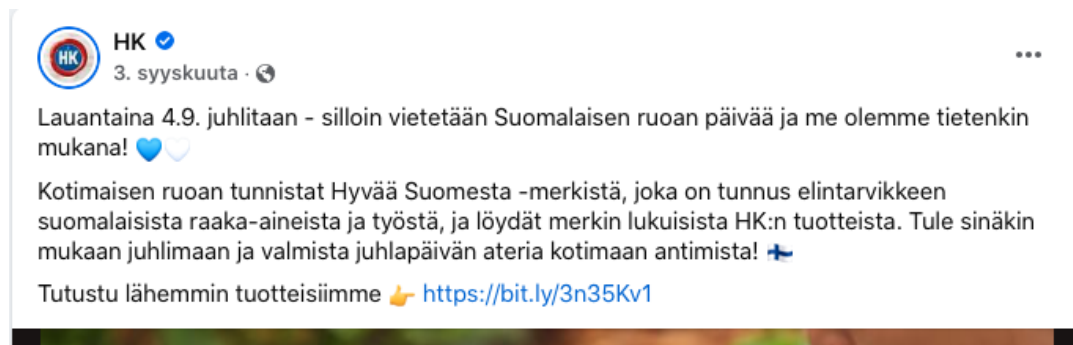 HK
HK
3. syyskuuta ·
Lauantaina 4.9. juhlitaan – silloin vietetään Suomalaisen ruoan päivää ja me olemme tietenkin
mukana! 💙🤍
Kotimaisen ruoan tunnistat Hyvää Suomesta -merkistä, joka on tunnus elintarvikkeen
suomalaisista raaka-aineista ja työstä, ja löydät merkin lukuisista HK:n tuotteista. Tule sinäkin
mukaan juhlimaan ja valmista juhlapäivän ateria kotimaan antimista! 🇫🇮
Tutustu lähemmin tuotteisiimme 👉 https://bit.ly/3n35Kv1